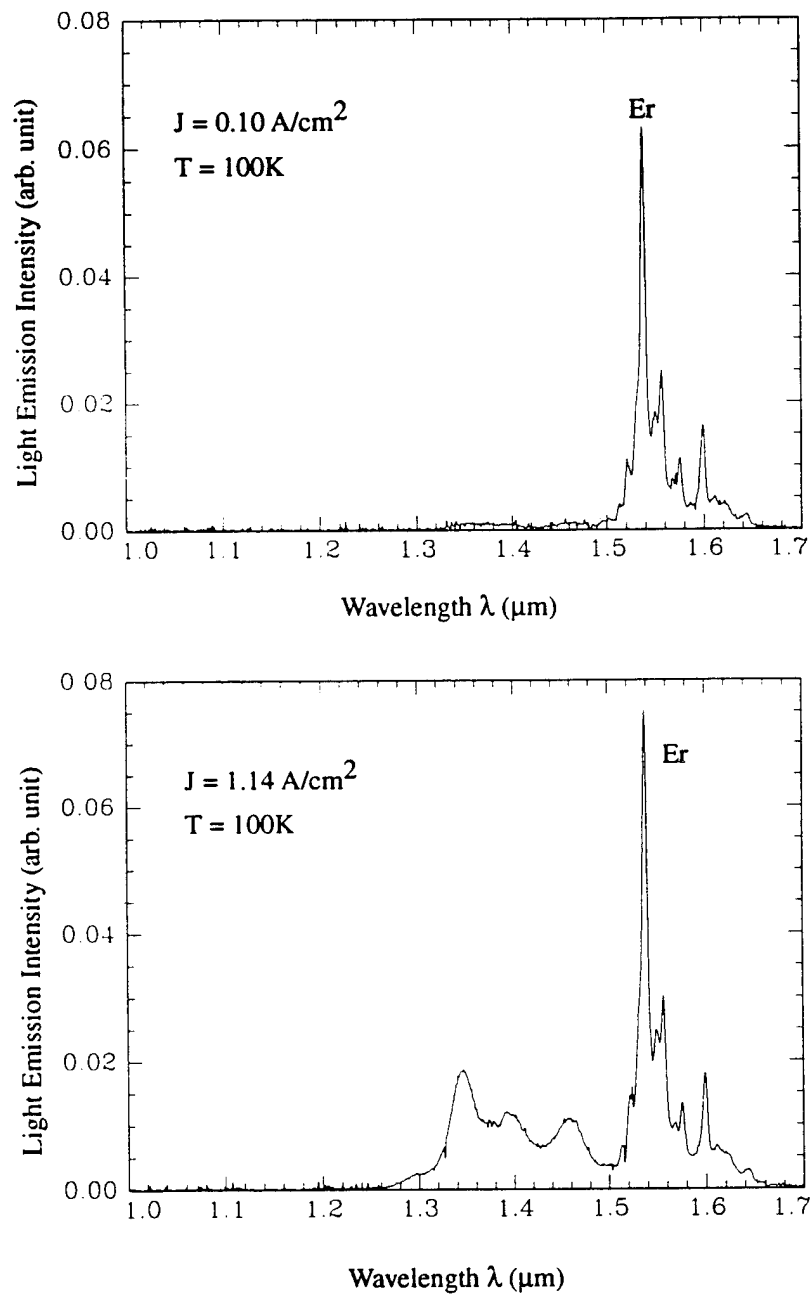 0.08
0.06
0.04
0.02
0.00
Light Emission Intensity (arb. unit)
J = 0.10 A/cm2
T = 100K
Er
1.0 1.1 1.2 1.3 1.4 1.5 1.6 1.7
Wavelength λ (μm)
0.08
0.06
0.04
0.02
0.00
Light Emission Intensity (arb. unit)
J = 1.14 A/cm2
T = 100K
Er
1.0 1.1 1.2 1.3 1.4 1.5 1.6 1.7
Wavelength λ (μm)